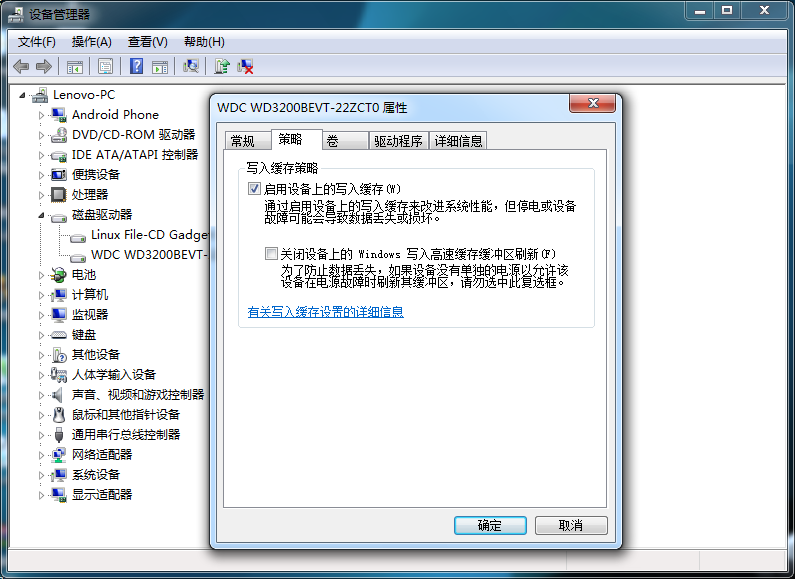 设备管理器
文件(F) 操作(A) 查看(V) 帮助(H)
Lenovo-PC
Android Phone
DVD/CD-ROM 驱动器
IDE ATA/ATAPI 控制器
便携设备
处理器
磁盘驱动器
Linux File-CD Gadge
WDC WD3200BEVT-
电池
计算机
监视器
键盘
其他设备
人体学输入设备
声音、视频和游戏控制器
鼠标和其他指针设备
通用串行总线控制器
网络适配器
系统设备
显示适配器
WDC WD3200BEVT-22ZCT0 属性
常规 策略 卷 驱动程序 详细信息
写入缓存策略
启用设备上的写入缓存(W)
通过启用设备上的写入缓存来改进系统性能，但停电或设备
故障可能会导致数据丢失或损坏。
关闭设备上的 Windows 写入高速缓存缓冲区刷新(F)
为了防止数据丢失，如果设备没有单独的电源以允许该
设备在电源故障时刷新其缓冲区，请勿选中此复选框。
有关写入缓存设置的详细信息
确定 取消